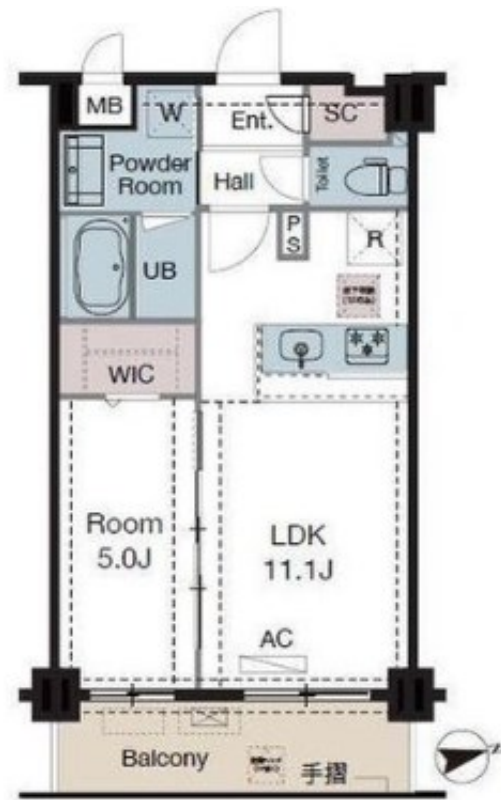 MB
W
Ent.
SC
Powder
Room
Hall
Toilet
P
S
R
UB
WIC
Room
5.0J
LDK
11.1J
AC
Balcony
手摺